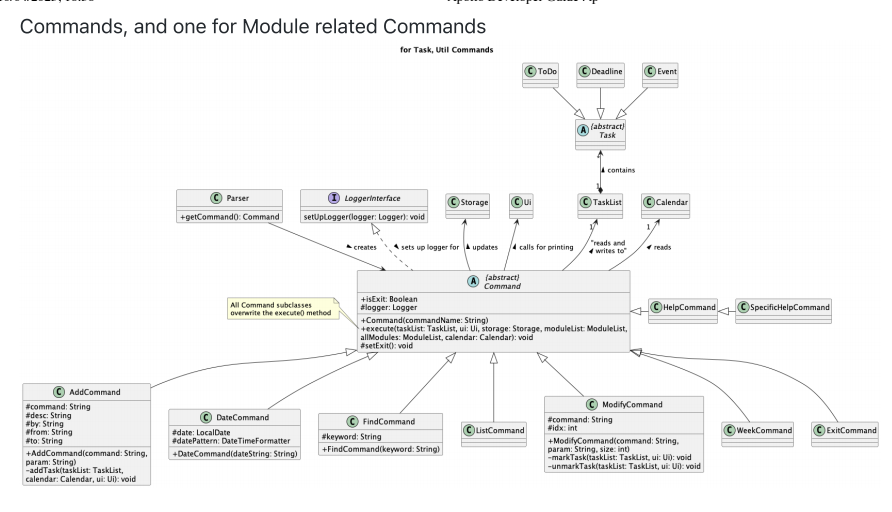 Commands, and one for Module related Commands
for Task, Util Commands
C ToDo
C Deadline
C Event
A {abstract}
Task
contains
1
C Parser
+getCommand(): Command
I LoggerInterface
setUpLogger(logger: Logger): void
C Storage
C Ui
C TaskList
C Calendar
creates
sets up logger for
updates
calls for printing
1
"reads and
writes to"
1
reads
A {abstract}
Command
+isExit: Boolean
#logger: Logger
+Command(commandName: String)
+execute(taskList: TaskList, ui: Ui, storage: Storage, moduleList: ModuleList,
allModules: ModuleList, calendar: Calendar): void
#setExit(): void
All Command subclasses
overwrite the execute() method
C HelpCommand
C SpecificHelpCommand
C AddCommand
#command: String
#desc: String
#by: String
#from: String
#to: String
+AddCommand(command: String,
param: String)
-addTask(taskList: TaskList,
calendar: Calendar, ui: Ui): void
C DateCommand
#date: LocalDate
#datePattern: DateTimeFormatter
+DateCommand(dateString: String)
C FindCommand
#keyword: String
+FindCommand(keyword: String)
C ListCommand
C ModifyCommand
#command: String
#idx: int
+ModifyCommand(command: String,
param: String, size: int)
-markTask(taskList: TaskList, ui: Ui): void
-unmarkTask(taskList: TaskList, ui: Ui): void
C WeekCommand
C ExitCommand